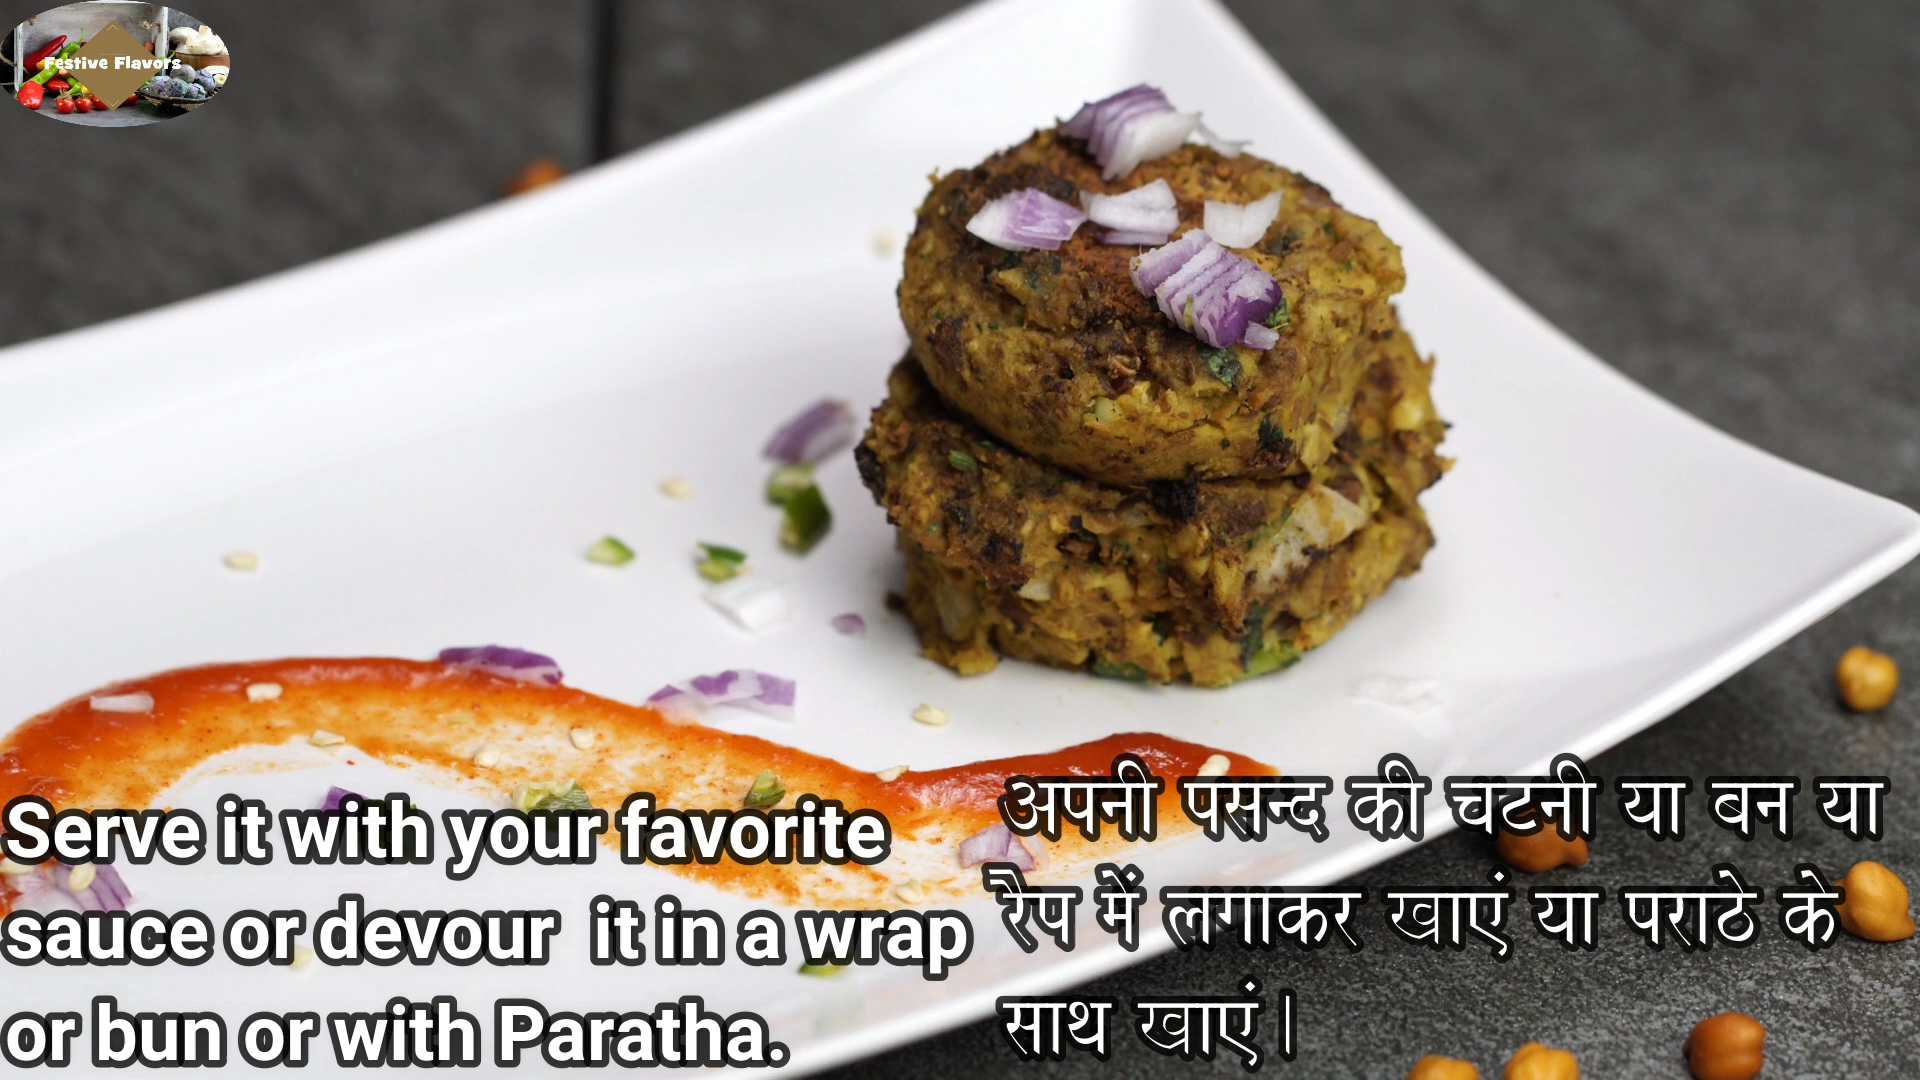 Festive Flavors
Serve it with your favorite
sauce or devour  it in a wrap
or bun or with Paratha.
अपनी पसन्द की चटनी या बन या
रैप में लगाकर खाएं या पराठे के
साथ खाएं।